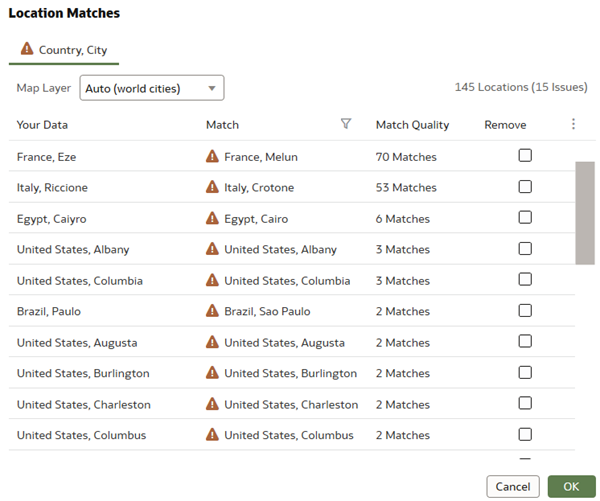 Location Matches
Country, City
Map Layer Auto (world cities) 145 Locations (15 Issues)
Your Data Match Match Quality Remove
France, Eze France, Melun 70 Matches
Italy, Riccione Italy, Crotone 53 Matches
Egypt, Caiyro Egypt, Cairo 6 Matches
United States, Albany United States, Albany 3 Matches
United States, Columbia United States, Columbia 3 Matches
Brazil, Paulo Brazil, Sao Paulo 2 Matches
United States, Augusta United States, Augusta 2 Matches
United States, Burlington United States, Burlington 2 Matches
United States, Charleston United States, Charleston 2 Matches
United States, Columbus United States, Columbus 2 Matches
Cancel OK